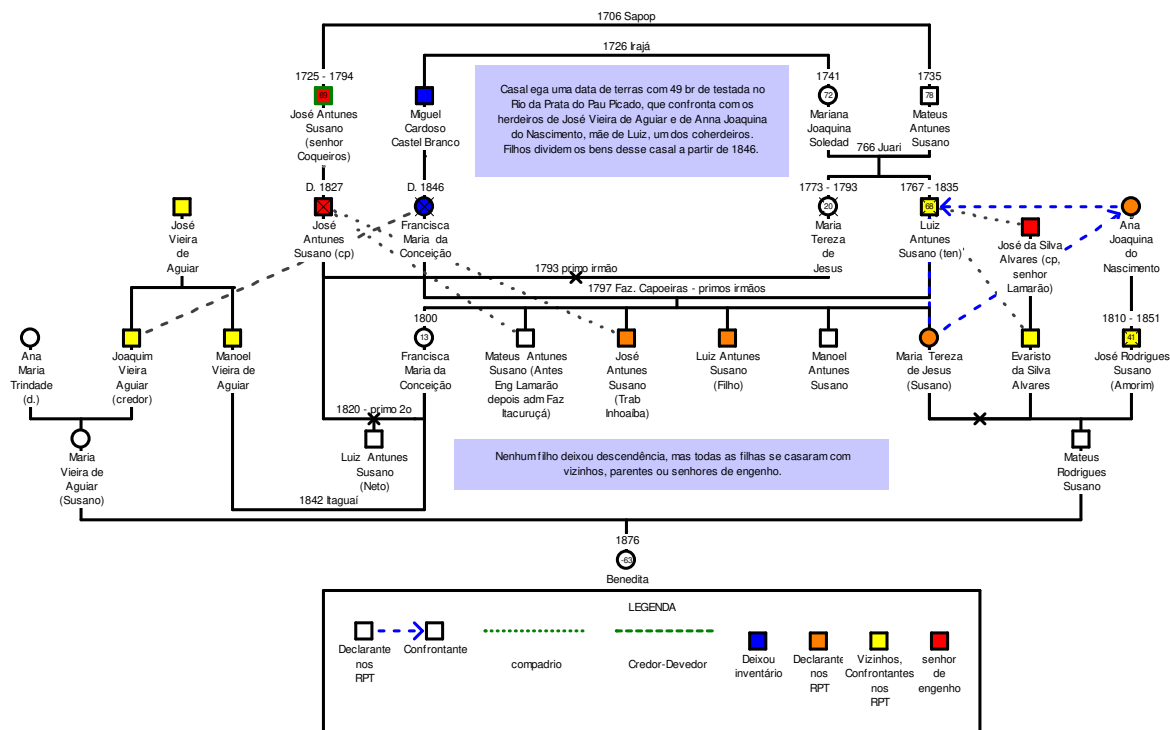 1706 Sapop
1726 Irajá
1725 - 1794
69
José Antunes
Susano
(senhor
Coqueiros)
Miguel
Cardoso
Castel Branco
Casal ega uma data de terras com 49 br de testada no
Rio da Prata do Pau Picado, que confronta com os
herdeiros de José Vieira de Aguiar e de Anna Joaquina
do Nascimento, mãe de Luiz, um dos coherdeiros.
Filhos dividem os bens desse casal a partir de 1846.
1741
72
Mariana
Joaquina
Soledad
1735
78
Mateus
Antunes
Susano
766 Juari
José
Vieira
de
Aguiar
D. 1827
José
Antunes
Susano (cp)
D. 1846
Francisca
Maria da
Conceição
1773 - 1793
20
Maria
Tereza
de
Jesus
1767 - 1835
68
Luiz
Antunes
Susano (ten)'
José da Silva
Alvares (cp,
senhor
Lamarão)
Ana
Joaquina
do
Nascimento
1793 primo irmão
1797 Faz. Capoeiras - primos irmãos
Ana
Maria
Trindade
(d.)
Joaquim
Vieira
Aguiar
(credor)
Manoel
Vieira de
Aguiar
1800
13
Francisca
Maria da
Conceição
Mateus Antunes
Susano (Antes
Eng Lamarão
depois adm Faz
Itacuruçá)
José
Antunes
Susano
(Trab
Inhoaiba)
Luiz Antunes
Susano
(Filho)
Manoel
Antunes
Susano
Maria Tereza
de Jesus
(Susano)
Evaristo
da Silva
Alvares
1810 - 1851
41
José Rodrigues
Susano
(Amorim)
1820 - primo 2o
Maria
Vieira de
Aguiar
(Susano)
Luiz Antunes
Susano
(Neto)
Nenhum filho deixou descendência, mas todas as filhas se casaram com
vizinhos, parentes ou senhores de engenho.
Mateus
Rodrigues
Susano
1842 Itaguaí
1876
-63
Benedita
LEGENDA
Declarante
nos
RPT
Confrontante
compadrio
Credor-Devedor
Deixou
inventário
Declarante
nos
RPT
Vizinhos,
Confrontantes
nos
RPT
senhor
de
engenho